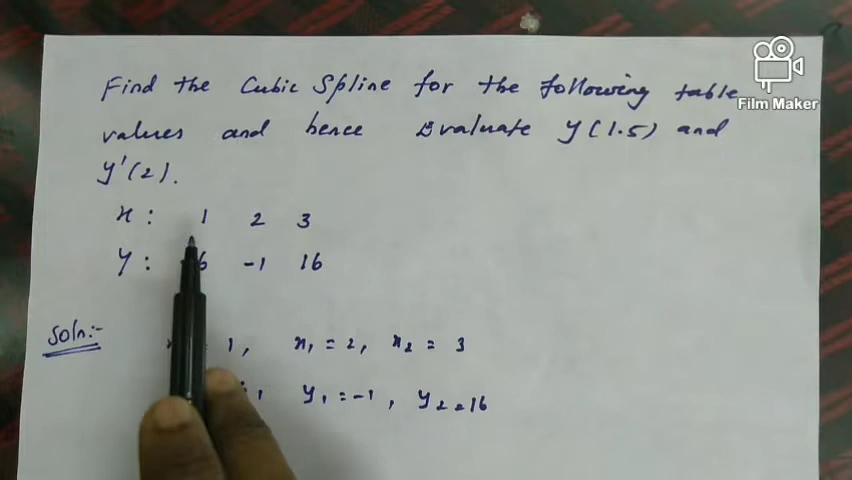 Find the Cubic Spline for the following table
Film Maker
values and hence Evaluate y(1.5) and
y'(2).
x : 1 2 3
y : -1 16
Soln:- 1, x₁ = 2, x₂ = 3
y₁ = -1, y₂ = 16